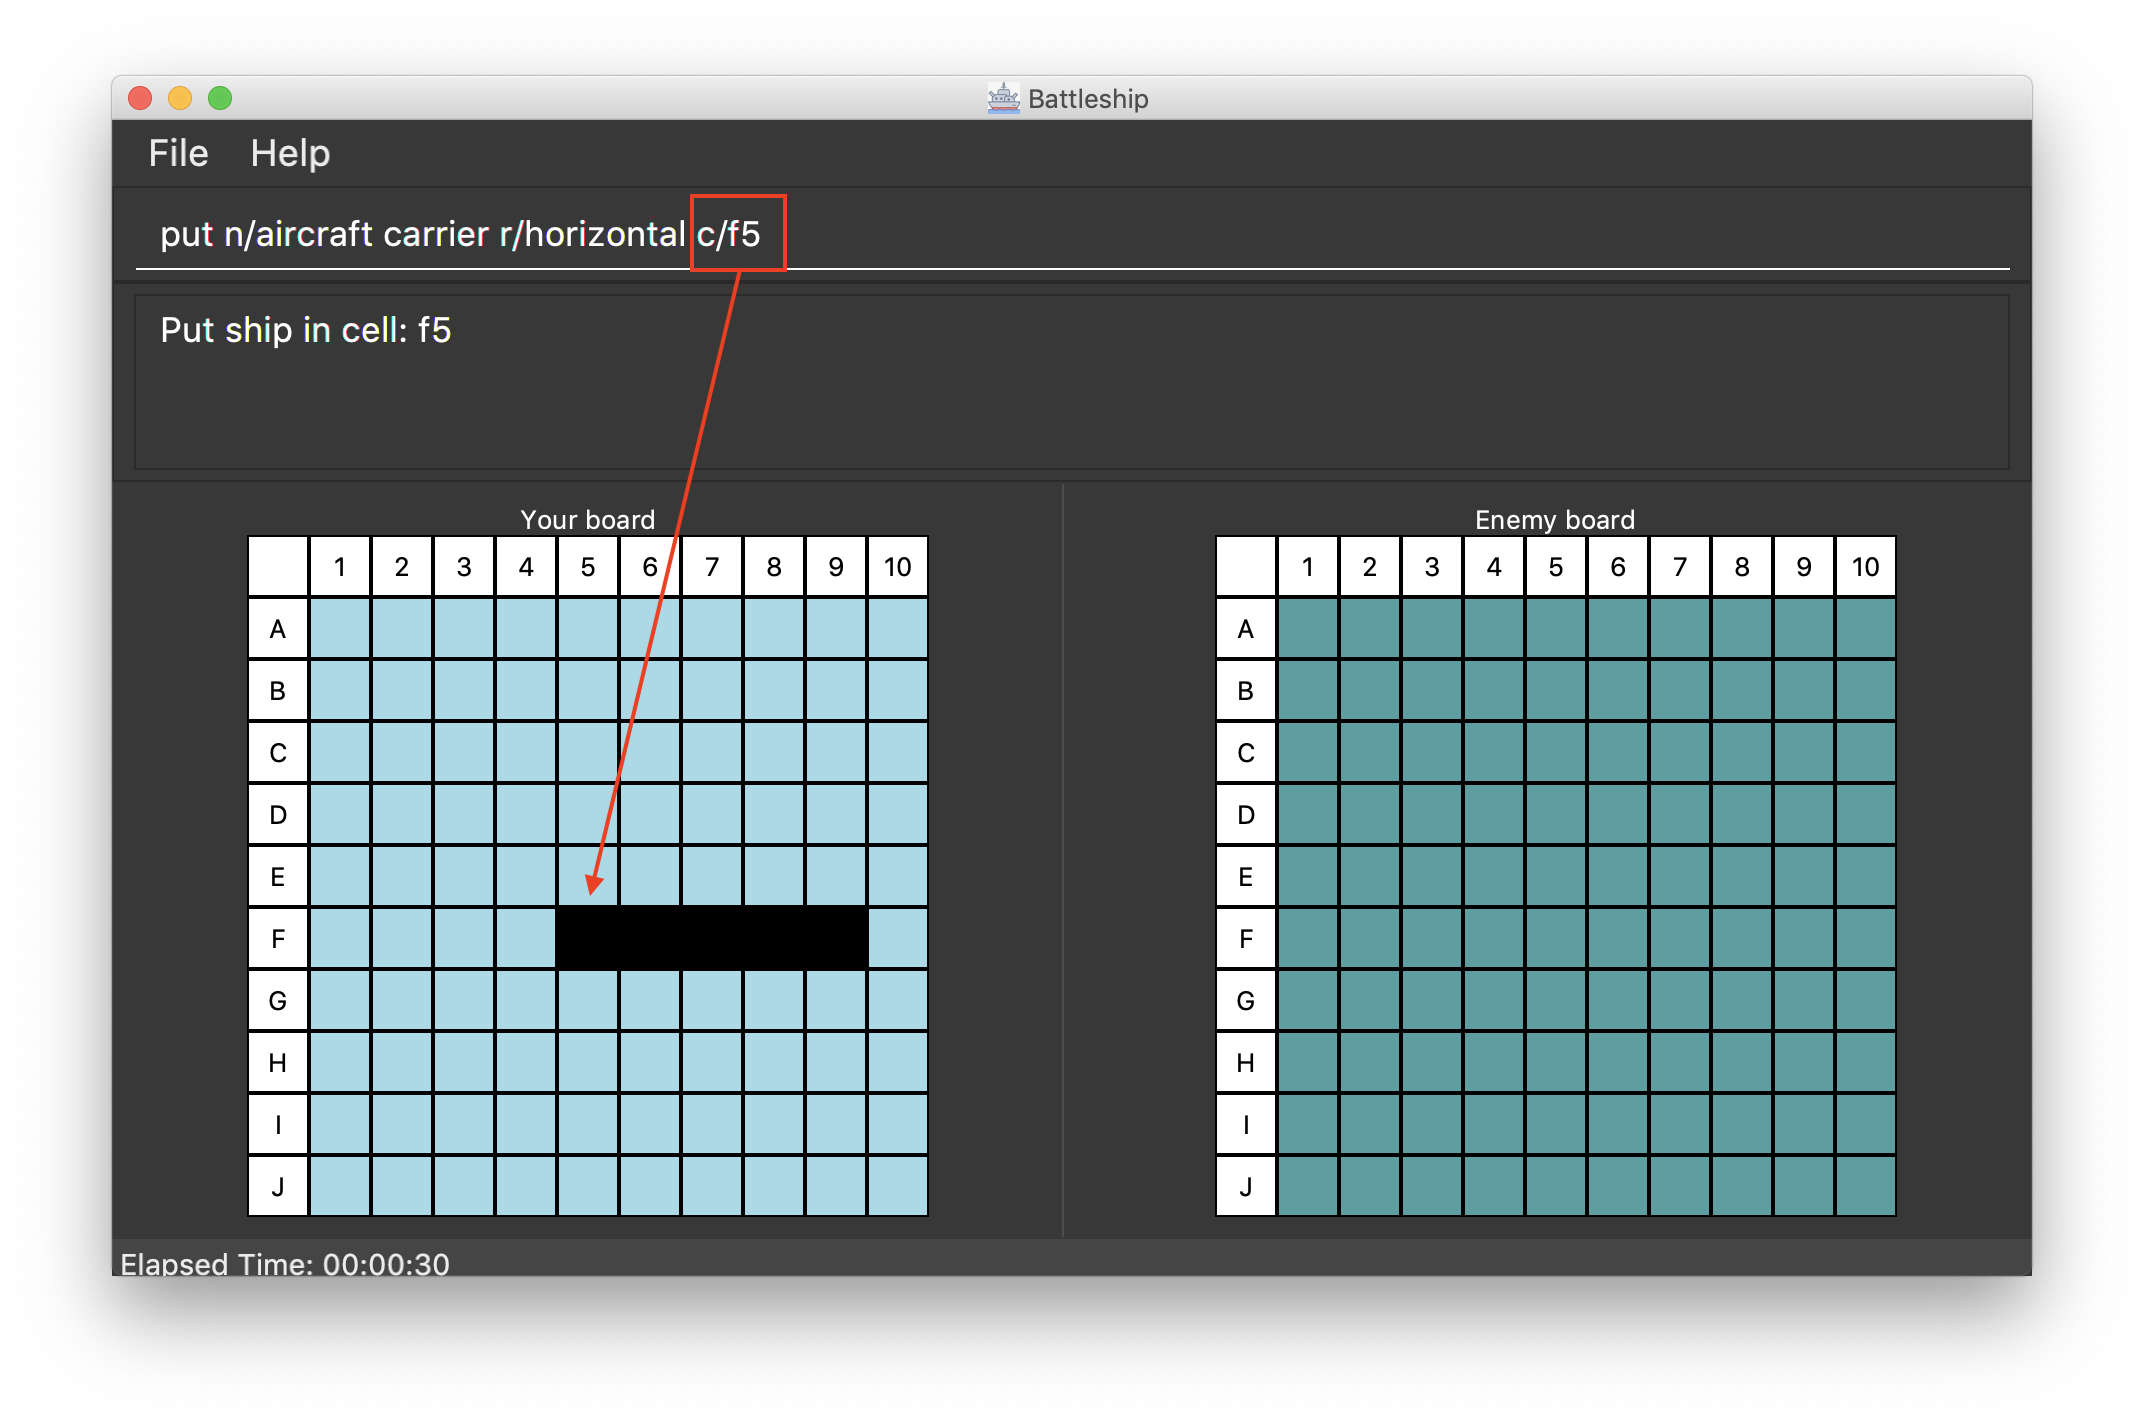 Battleship
File Help
put n/aircraft carrier r/horizontal c/f5
Put ship in cell: f5
Your board
1 2 3 4 5 6 7 8 9 10
A
B
C
D
E
F
G
H
I
J
Enemy board
1 2 3 4 5 6 7 8 9 10
A
B
C
D
E
F
G
H
I
J
Elapsed Time: 00:00:30